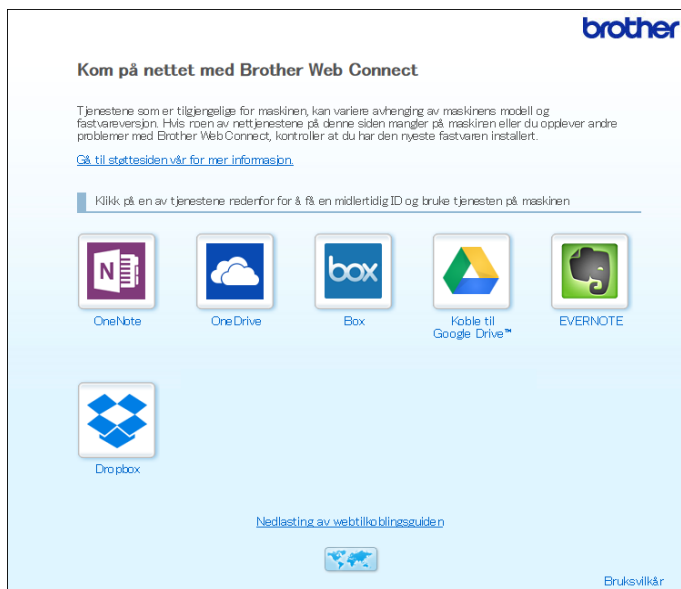 brother
Kom på nettet med Brother Web Connect
Tjenestene som er tilgjengelige for maskinen, kan variere avhenging av maskinens modell og
fastvareversjon. Hvis noen av nettjenestene på denne siden mangler på maskinen eller du opplever andre
problemer med Brother Web Connect, kontroller at du har den nyeste fastvaren installert.
Gå til støttesiden vår for mer informasjon.
Klikk på en av tjenestene nedenfor for å få en midlertidig ID og bruke tjenesten på maskinen
N
box
OneNote
OneDrive
Box
Koble til
Google Drive™
EVERNOTE
Dropbox
Nedlasting av webtilkoblingsguiden
Bruksvilkår